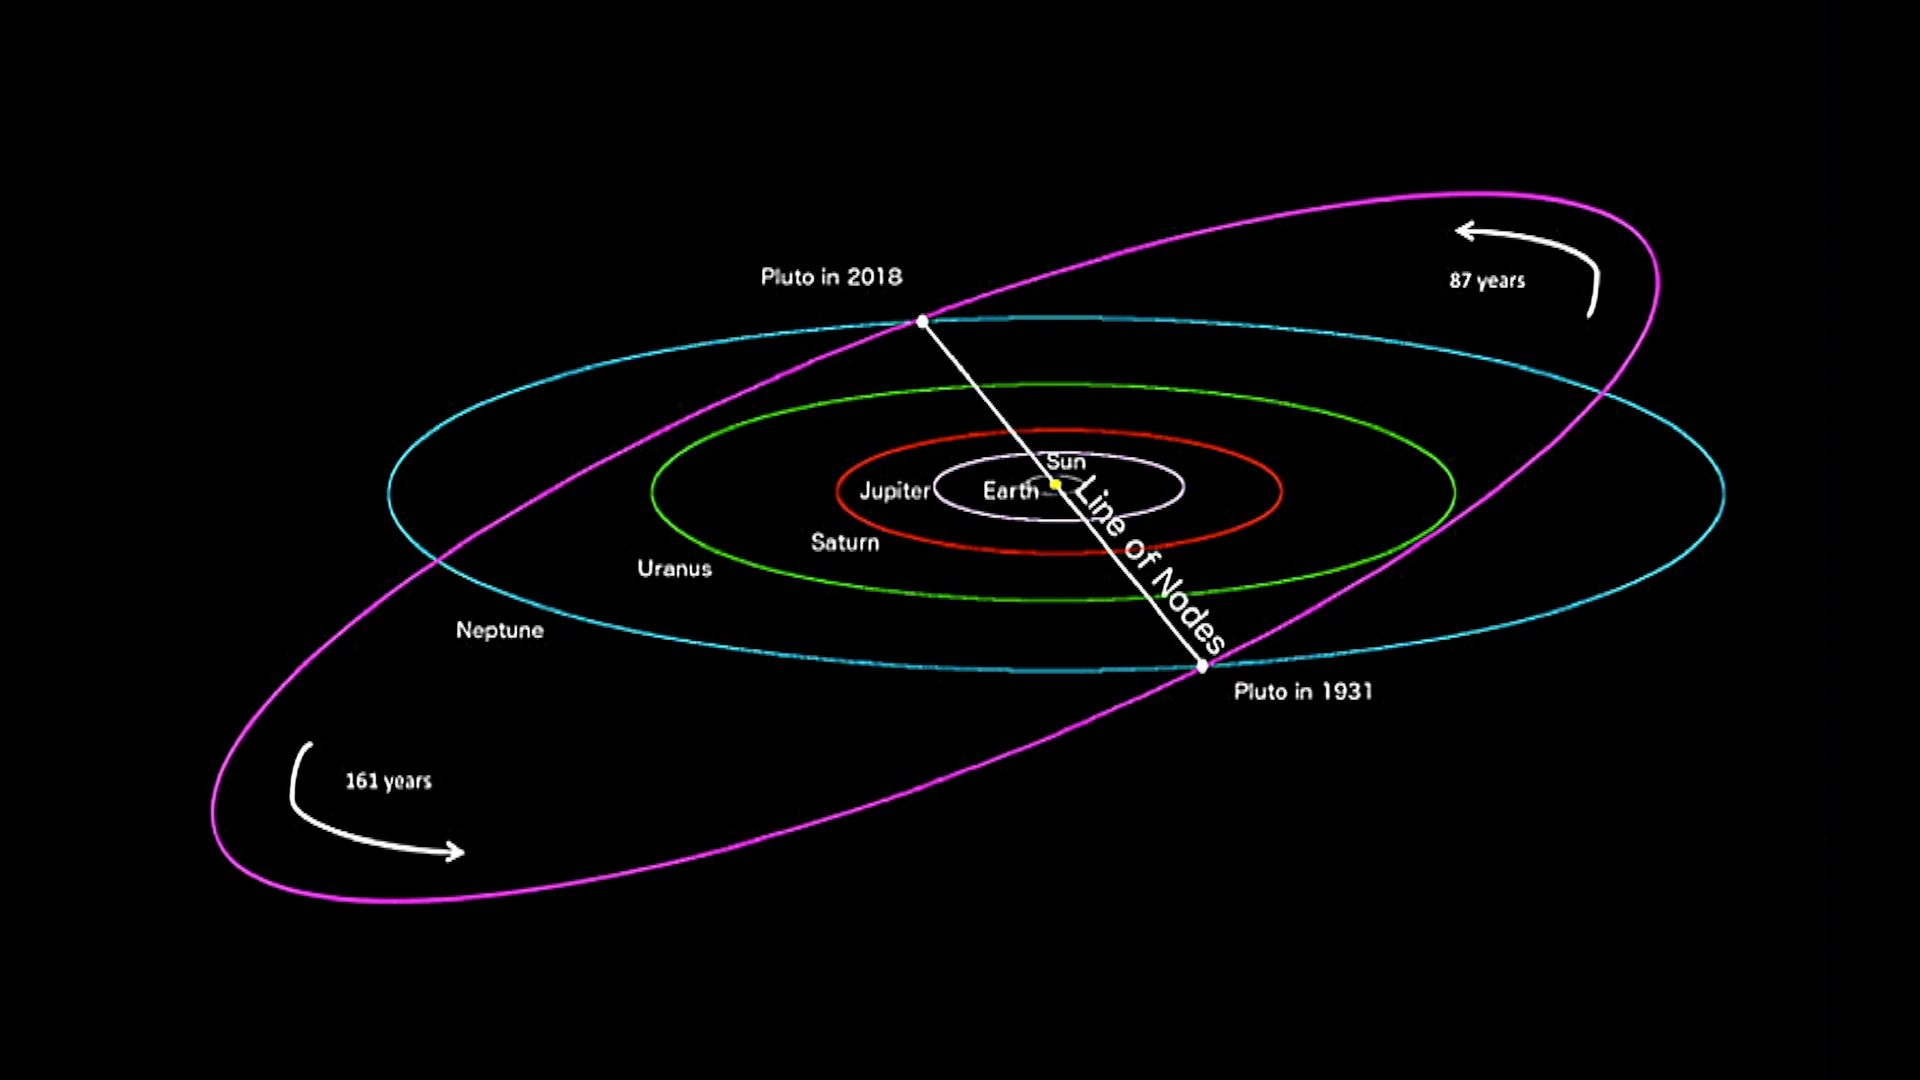 Pluto in 2018
87 years
Sun
Jupiter
Earth
Line of Nodes
Saturn
Uranus
Neptune
Pluto in 1931
161 years